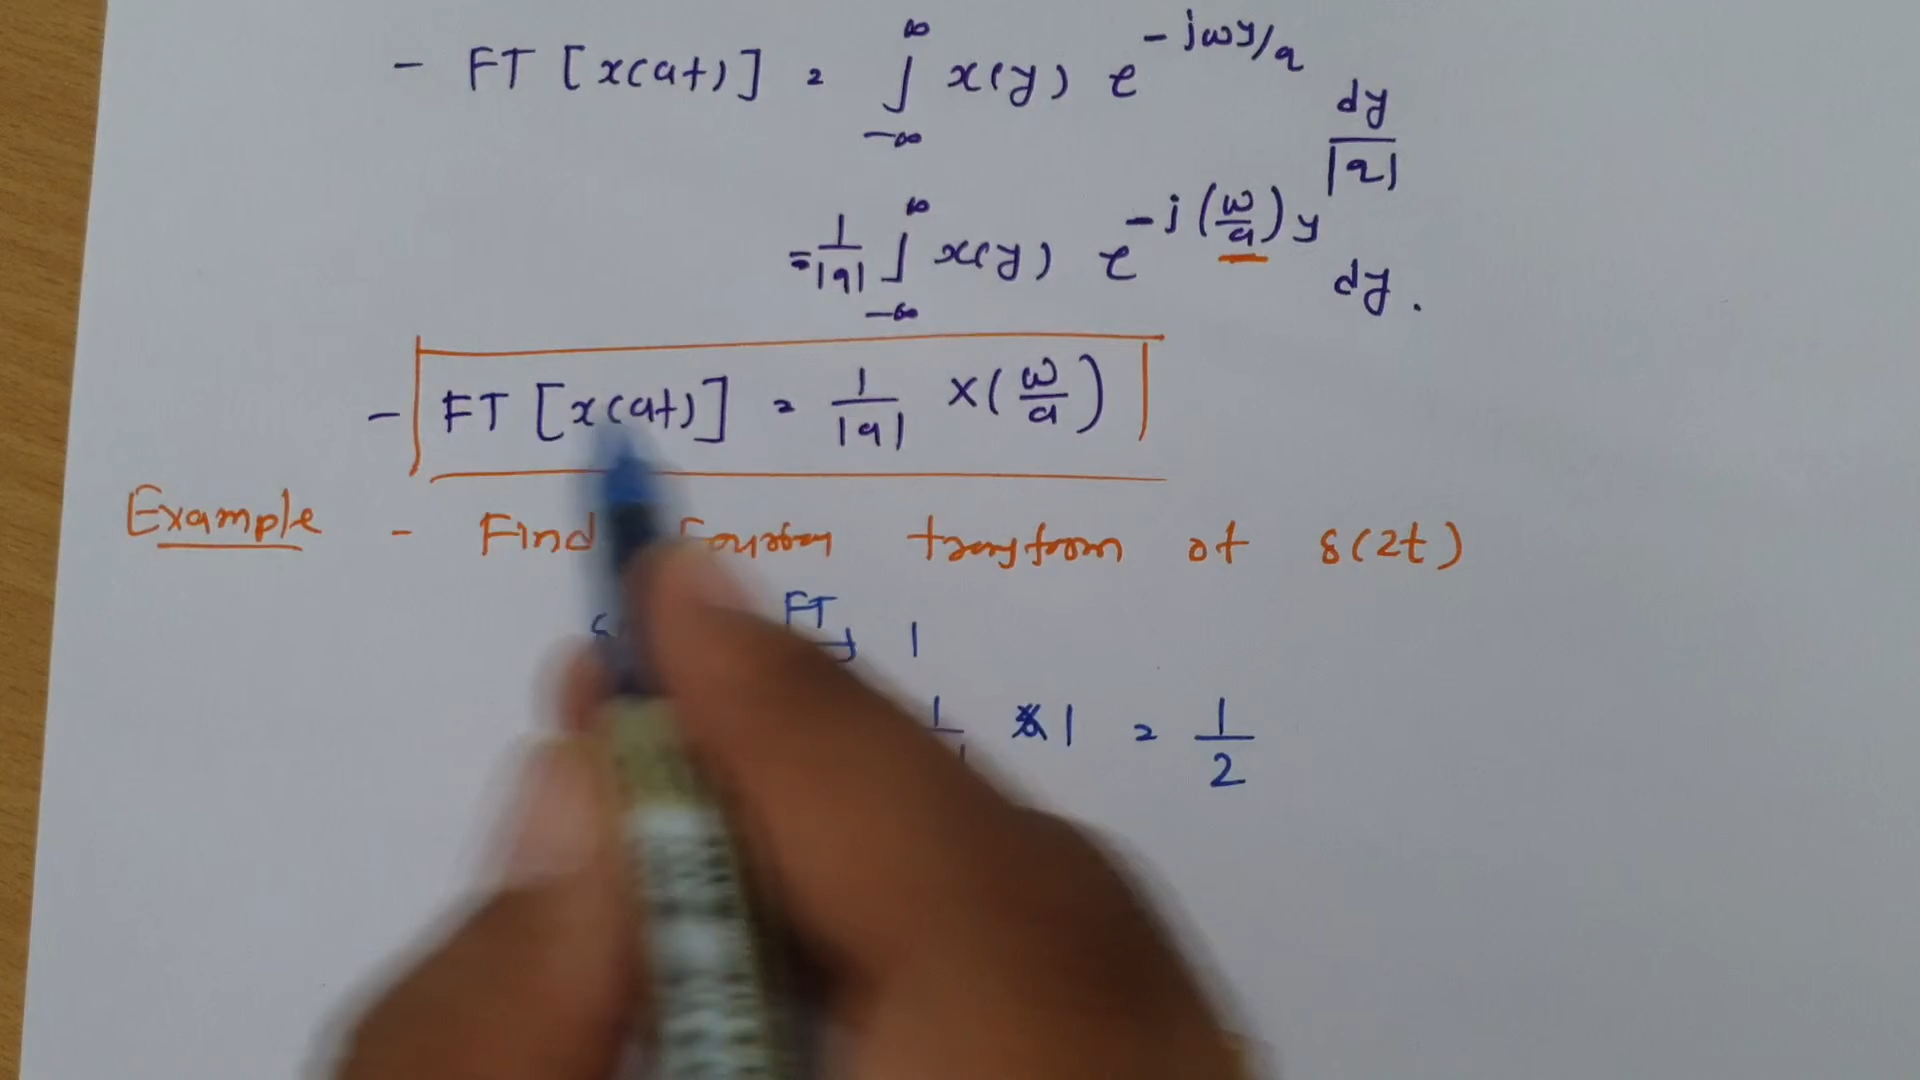 - FT [x(at)] = ∫_{-∞}^{∞} x(y) e^{-jωy/a} dy/|a|
= 1/|a| ∫_{-∞}^{∞} x(y) e^{-j(ω/a)y} dy.
- FT [x(at)] = 1/|a| X(ω/a)
Example - Find Fourier transform of δ(2t)
FT 1
1 × 1 = 1/2